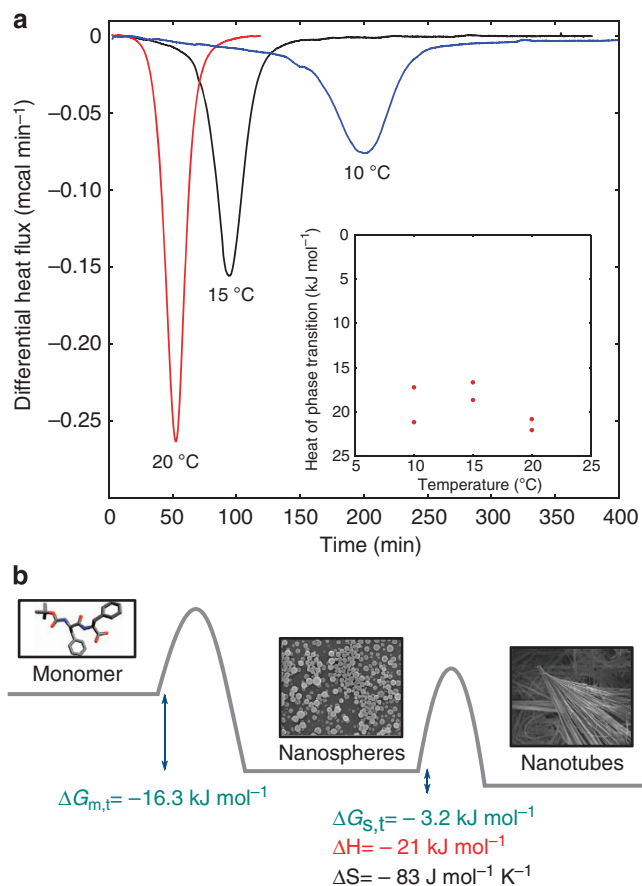 a
Differential heat flux (mcal min⁻¹)
0
−0.05
−0.10
−0.15
−0.20
−0.25
0 50 100 150 200 250 300 350 400
Time (min)
20 °C
15 °C
10 °C
Heat of phase transition (kJ mol⁻¹)
0
5
10
15
20
25
5 10 15 20 25
Temperature (°C)
b
Monomer
Nanospheres
Nanotubes
ΔGm,t= −16.3 kJ mol⁻¹
ΔGs,t= − 3.2 kJ mol⁻¹
ΔH= − 21 kJ mol⁻¹
ΔS= − 83 J mol⁻¹ K⁻¹